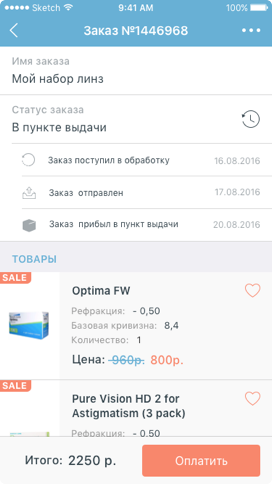 Sketch 9:41 AM 100%
Заказ №1446968
Имя заказа
Мой набор линз
Статус заказа
В пункте выдачи
Заказ поступил в обработку 16.08.2016
Заказ отправлен 17.08.2016
Заказ прибыл в пункт выдачи 20.08.2016
ТОВАРЫ
SALE
Optima FW
Рефракция: - 0,50
Базовая кривизна: 8,4
Количество: 1
Цена: 960р. 800р.
SALE
Pure Vision HD 2 for
Astigmatism (3 pack)
Рефракция: - 0,50
Итого: 2250 р. Оплатить